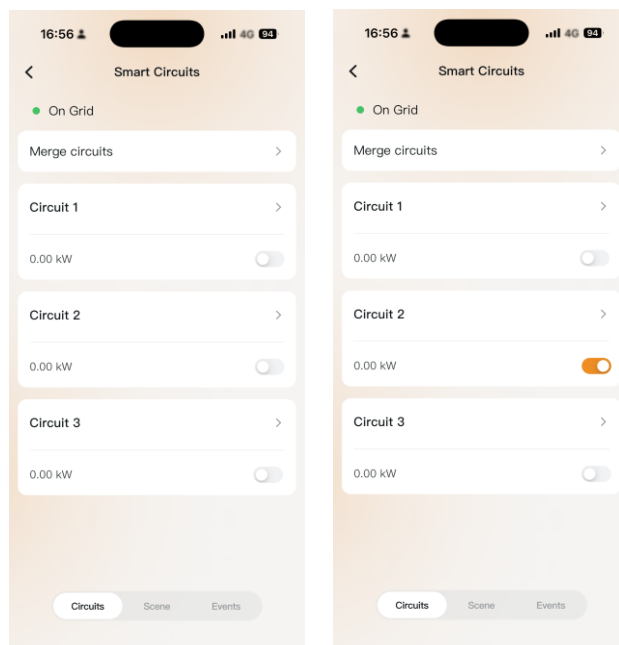 16:56 4G 94
Smart Circuits
On Grid
Merge circuits
Circuit 1
0.00 kW
Circuit 2
0.00 kW
Circuit 3
0.00 kW
Circuits Scene Events
16:56 4G 94
Smart Circuits
On Grid
Merge circuits
Circuit 1
0.00 kW
Circuit 2
0.00 kW
Circuit 3
0.00 kW
Circuits Scene Events